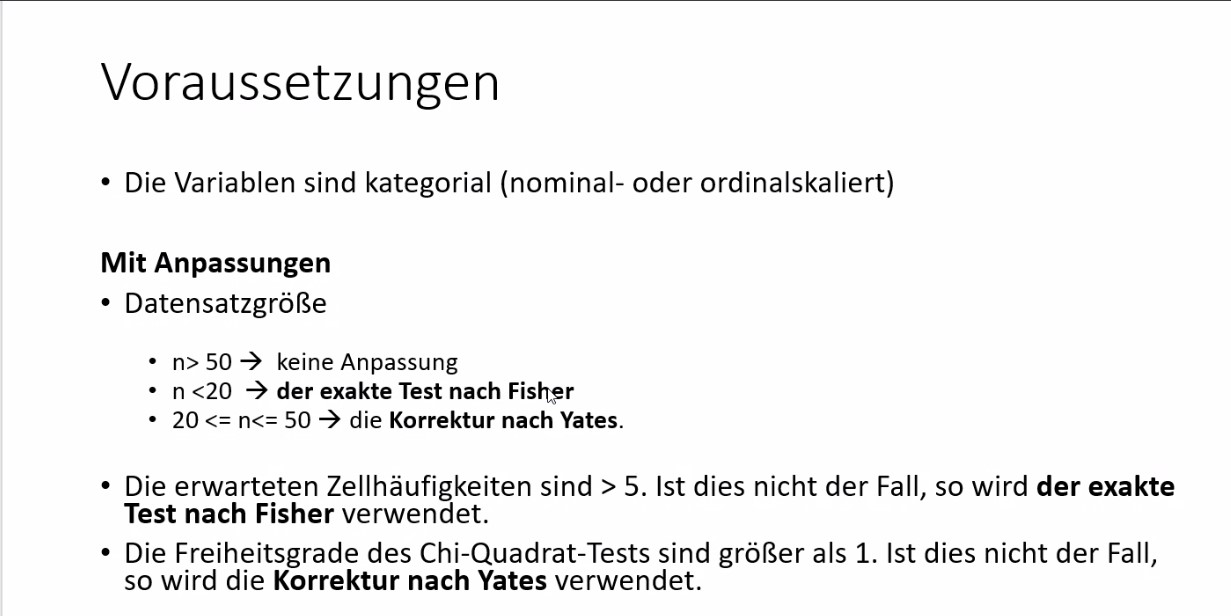 Voraussetzungen
• Die Variablen sind kategorial (nominal- oder ordinalskaliert)
Mit Anpassungen
• Datensatzgröße
• n> 50 → keine Anpassung
• n <20 → der exakte Test nach Fisher
• 20 <= n<= 50 → die Korrektur nach Yates.
• Die erwarteten Zellhäufigkeiten sind > 5. Ist dies nicht der Fall, so wird der exakte
Test nach Fisher verwendet.
• Die Freiheitsgrade des Chi-Quadrat-Tests sind größer als 1. Ist dies nicht der Fall,
so wird die Korrektur nach Yates verwendet.